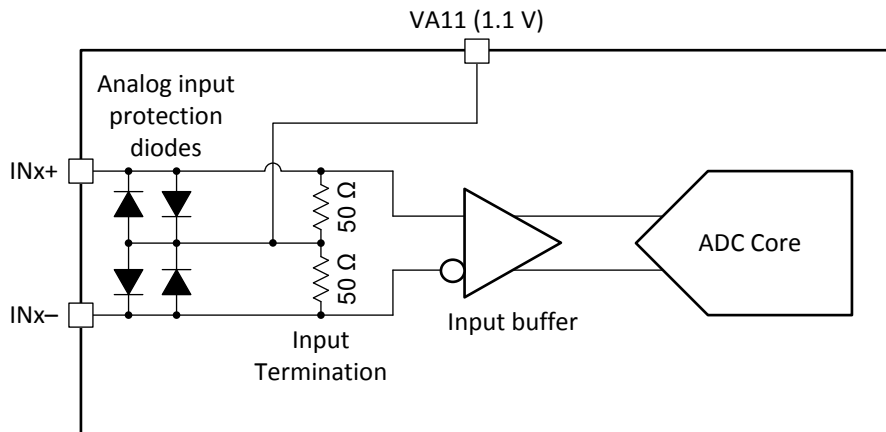 VA11 (1.1 V)
Analog input
protection
diodes
INx+
50 Ω
50 Ω
ADC Core
INx–
Input buffer
Input
Termination